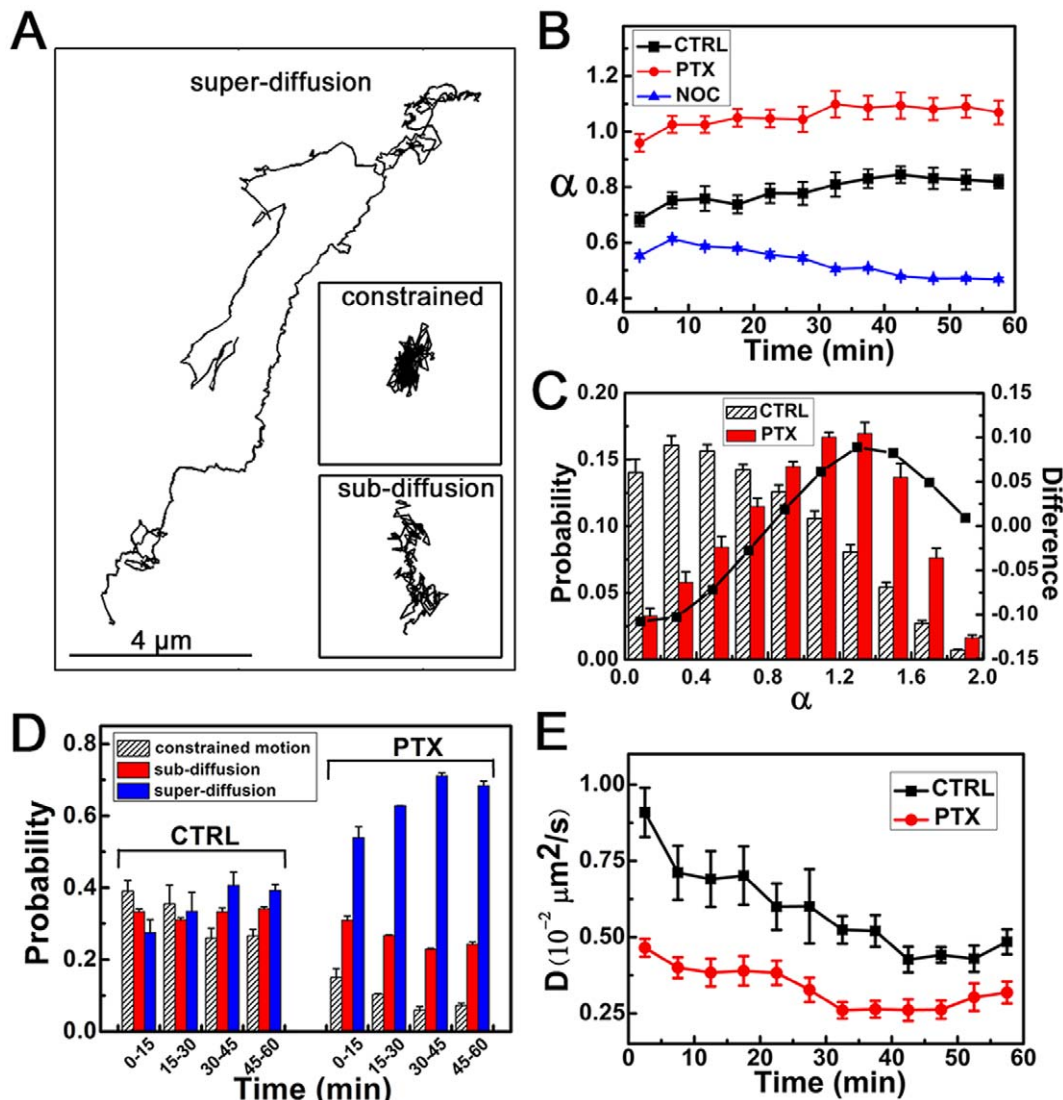 A
super-diffusion
constrained
sub-diffusion
4 μm
B
CTRL
PTX
NOC
1.2
1.0
α
0.8
0.6
0.4
0 10 20 30 40 50 60
Time (min)
C
CTRL
PTX
0.20
0.15
0.10
0.05
0.00
Probability
0.15
0.10
0.05
0.00
-0.05
-0.10
-0.15
Difference
0.0 0.4 0.8 1.2 1.6 2.0
α
D
constrained motion
sub-diffusion
super-diffusion
PTX
CTRL
0.8
0.6
0.4
0.2
0.0
Probability
0-15 15-30 30-45 45-60 0-15 15-30 30-45 45-60
Time (min)
E
CTRL
PTX
1.00
0.75
0.50
0.25
D(10⁻² μm²/s)
0 10 20 30 40 50 60
Time (min)